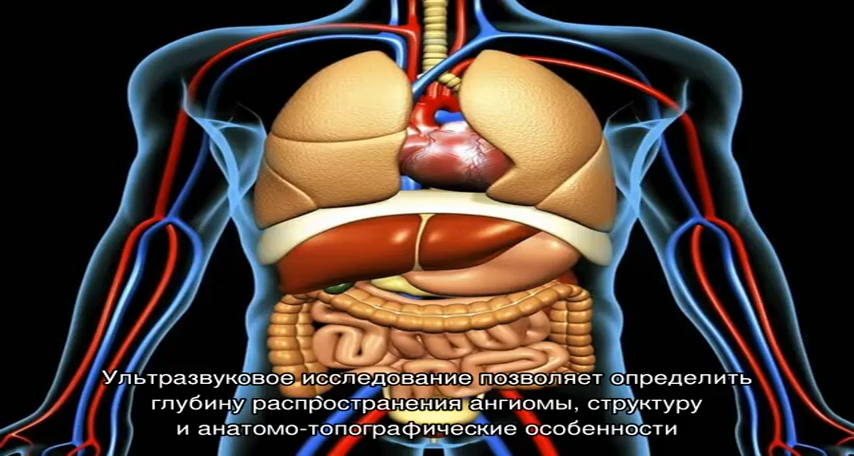 Ультразвуковое исследование позволяет определить
глубину распространения ангиомы, структуру
и анатомо-топографические особенности